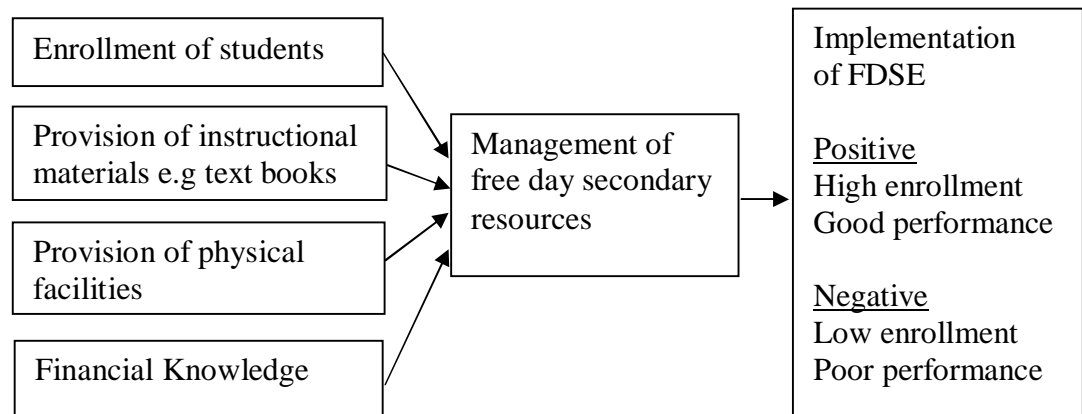 Enrollment of students
Provision of instructional
materials e.g text books
Provision of physical
facilities
Financial Knowledge
Management of
free day secondary
resources
Implementation
of FDSE
Positive
High enrollment
Good performance
Negative
Low enrollment
Poor performance